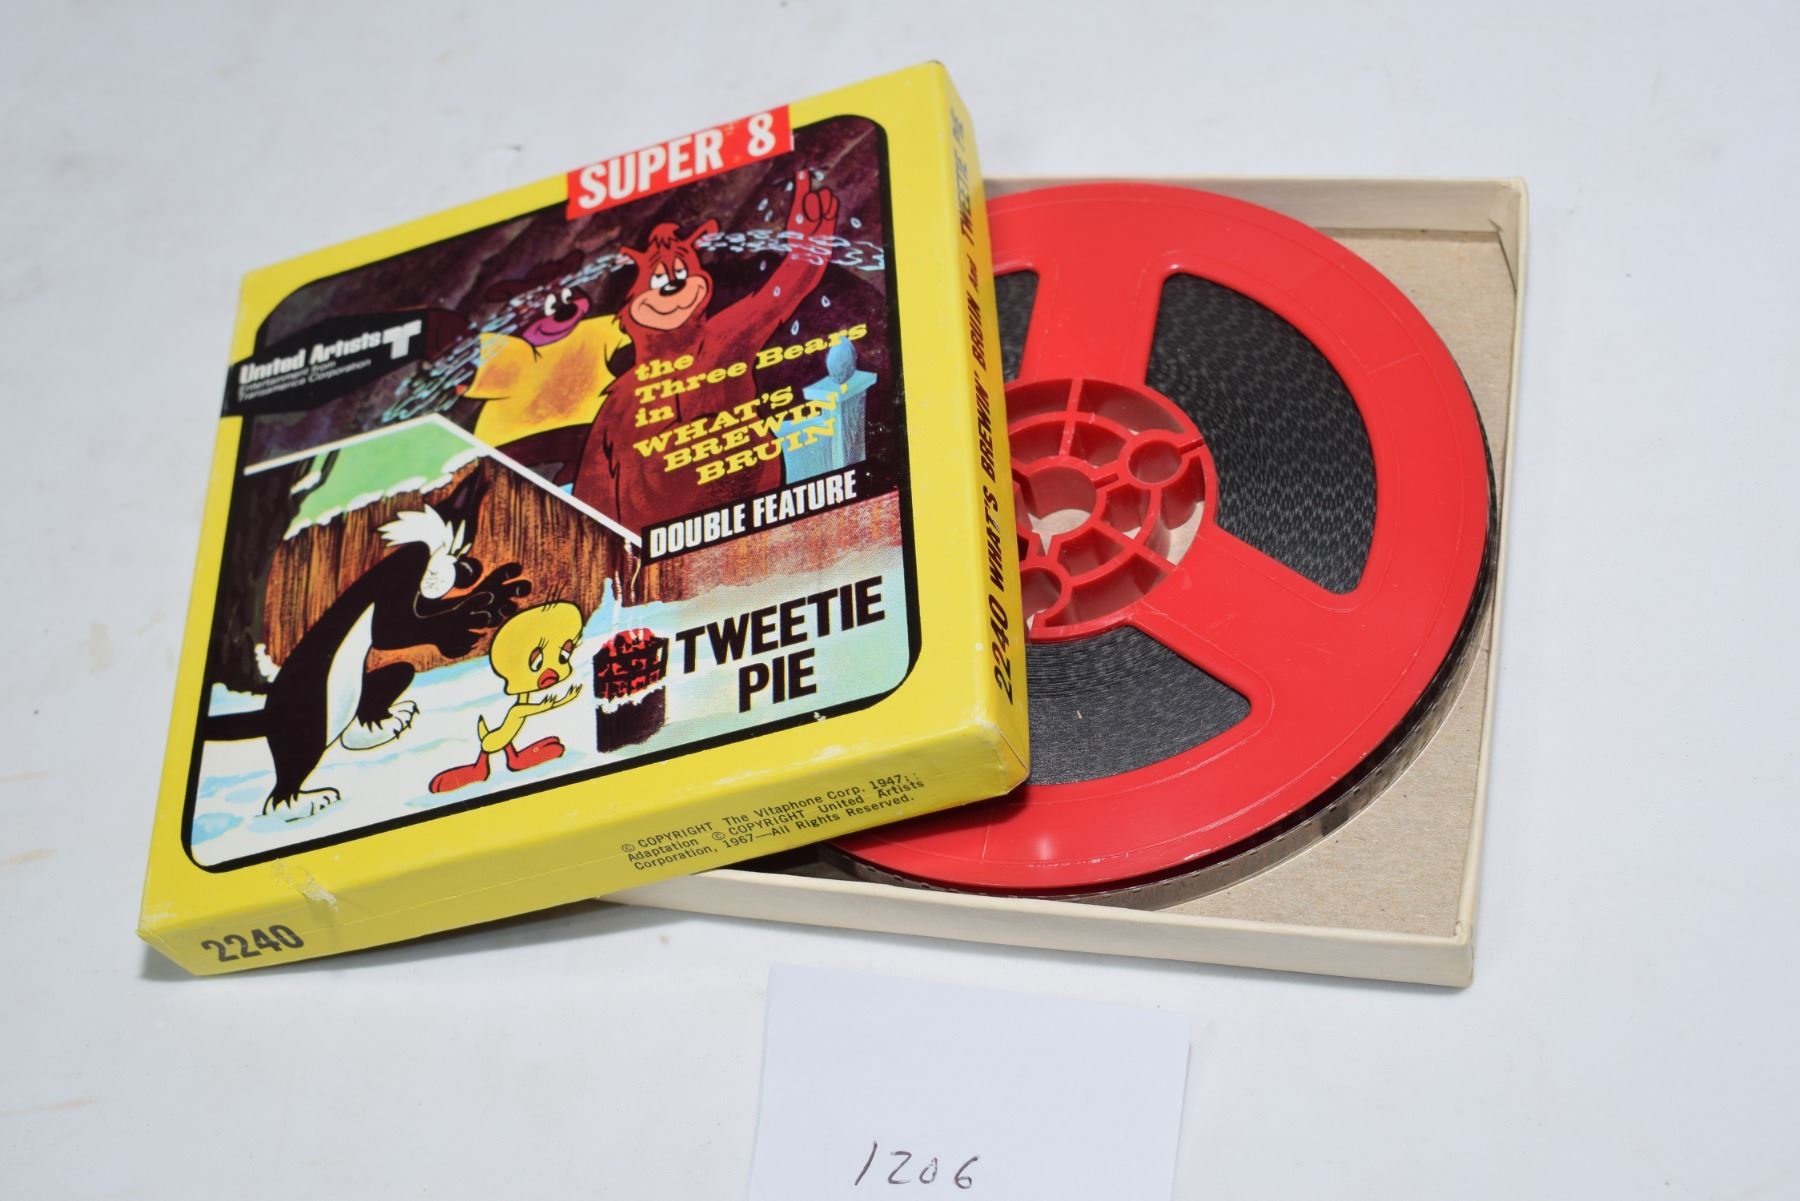 SUPER 8
United Artists
Entertainment from
Transamerica Corporation
the
Three Bears
in
WHAT'S
BREWIN',
BRUIN
DOUBLE FEATURE
TWEETIE
PIE
© COPYRIGHT The Vitaphone Corp. 1947;
Adaptation © COPYRIGHT United Artists
Corporation, 1967—All Rights Reserved.
2240
2240 WHAT'S BREWIN' BRUIN And TWEETIE PIE
1206